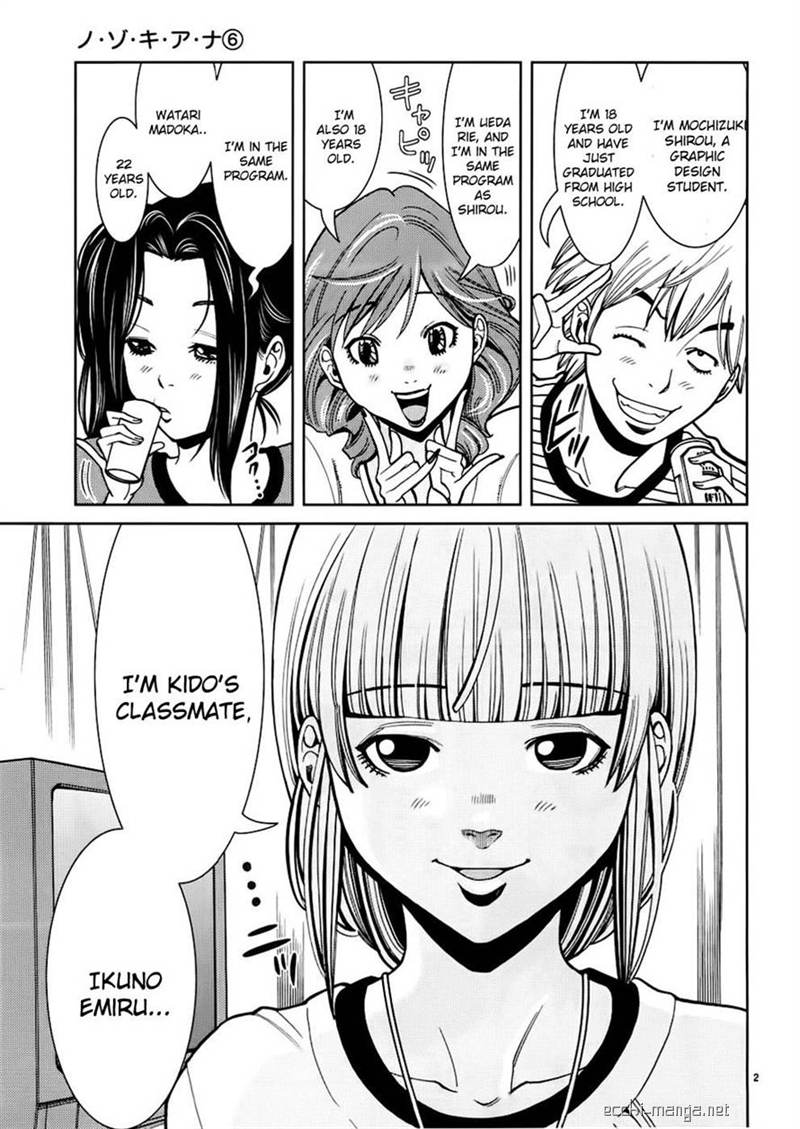 ノ・ゾ・キ・ア・ナ⑥
I'M MOCHIZUKI
SHIROU, A
GRAPHIC
DESIGN
STUDENT.
I'M 18
YEARS OLD
AND HAVE
JUST
GRADUATED
FROM HIGH
SCHOOL.
I'M UEDA
RIE, AND
I'M IN THE
SAME
PROGRAM
AS
SHIROU.
キャピッ
I'M
ALSO 18
YEARS
OLD.
I'M IN THE
SAME
PROGRAM.
WATARI
MADOKA..
22
YEARS
OLD.
I'M KIDO'S
CLASSMATE,
IKUNO
EMIRU...
2
ecchi-manga.net